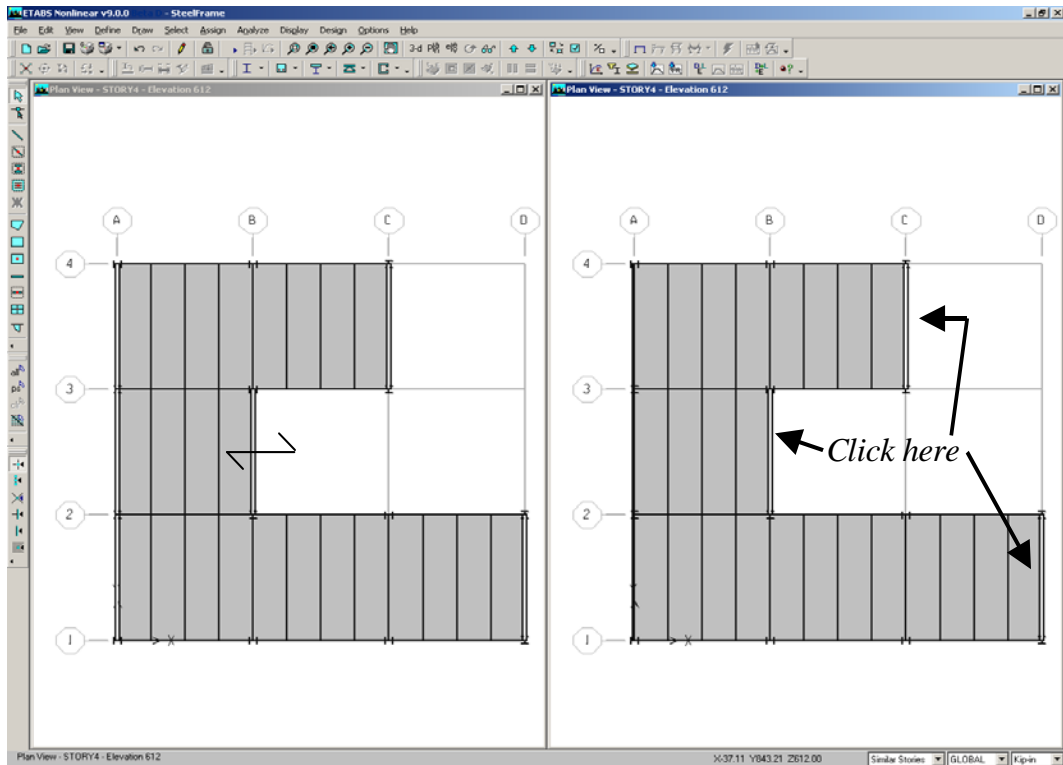 ETABS Nonlinear v9.0.0 - SteelFrame
File Edit View Define Draw Select Assign Analyze Display Design Options Help
3-d
Plan View - STORY4 - Elevation 612
A B C D
4
3
2
1
X
Plan View - STORY4 - Elevation 612
A B C D
4
3
Click here
2
1
X
Plan View - STORY4 - Elevation 612
X-37.11 Y843.21 Z612.00
Similar Stories
GLOBAL
Kip-in